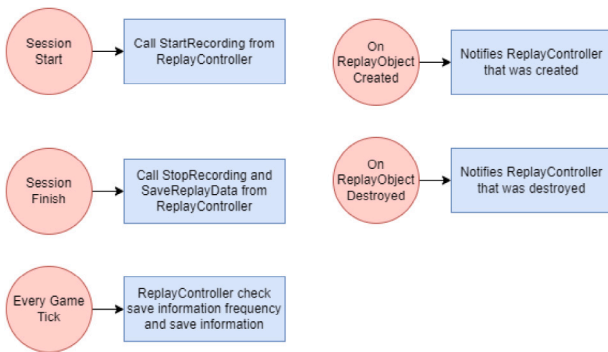 Session
Start
Call StartRecording from
ReplayController
On
ReplayObject
Created
Notifies ReplayController
that was created
Session
Finish
Call StopRecording and
SaveReplayData from
ReplayController
On
ReplayObject
Destroyed
Notifies ReplayController
that was destroyed
Every Game
Tick
ReplayController check
save information frequency
and save information